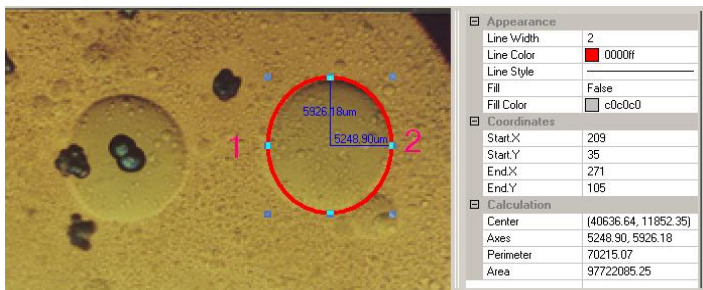 5926.18um
5248.90um
1
2
Appearance
Line Width 2
Line Color 0000ff
Line Style
Fill False
Fill Color c0c0c0
Coordinates
Start.X 209
Start.Y 35
End.X 271
End.Y 105
Calculation
Center (40636.64, 11852.35)
Axes 5248.90, 5926.18
Perimeter 70215.07
Area 97722085.25